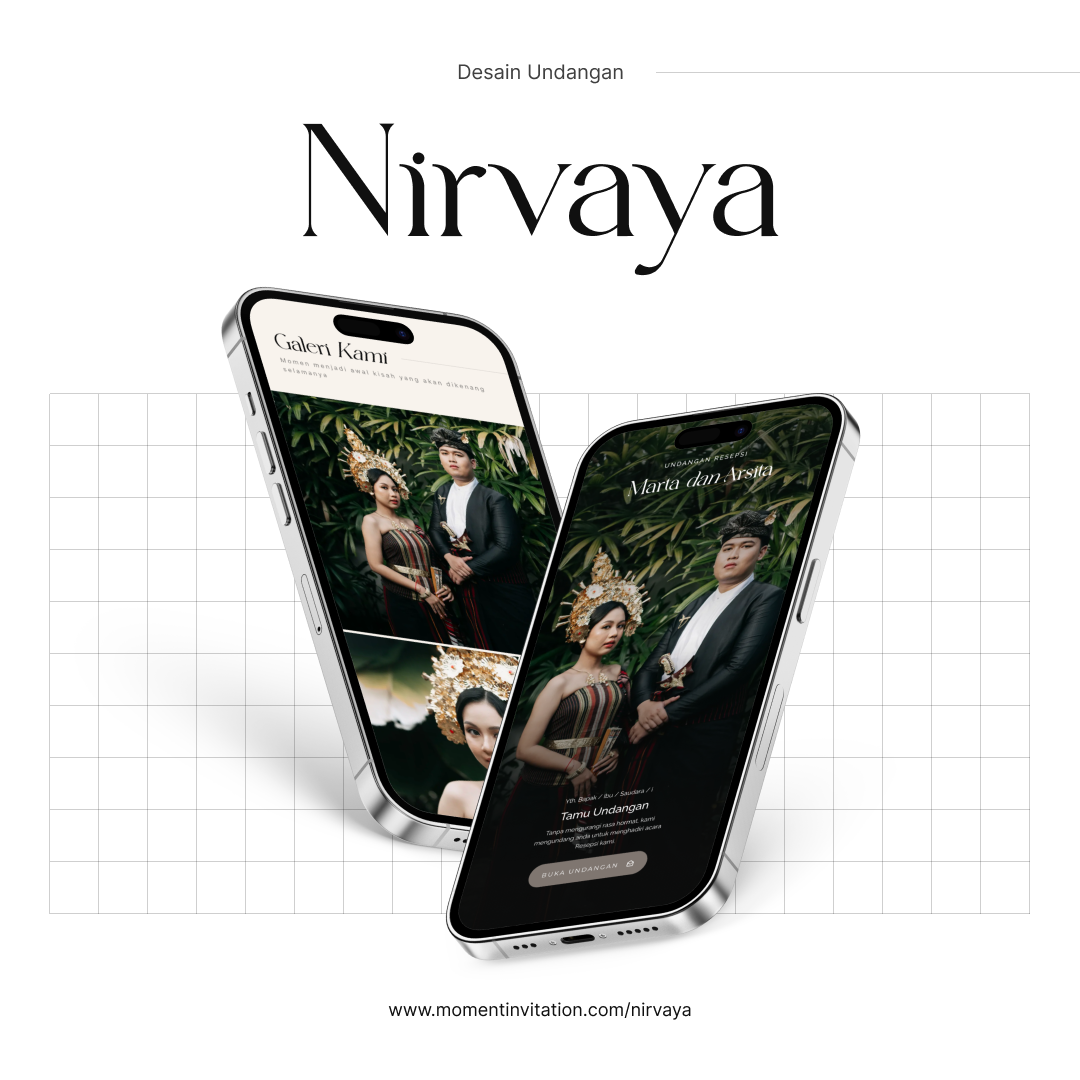 Desain Undangan
Nirvaya
Galeri Kami
Momen menjadi awal kisah yang akan dikenang
selamanya
UNDANGAN RESEPSI
Marta dan Arsita
Yth. Bapak / Ibu / Saudara / i
Tamu Undangan
Tanpa mengurangi rasa hormat, kami
mengundang anda untuk menghadiri acara
Resepsi kami.
BUKA UNDANGAN
www.momentinvitation.com/nirvaya